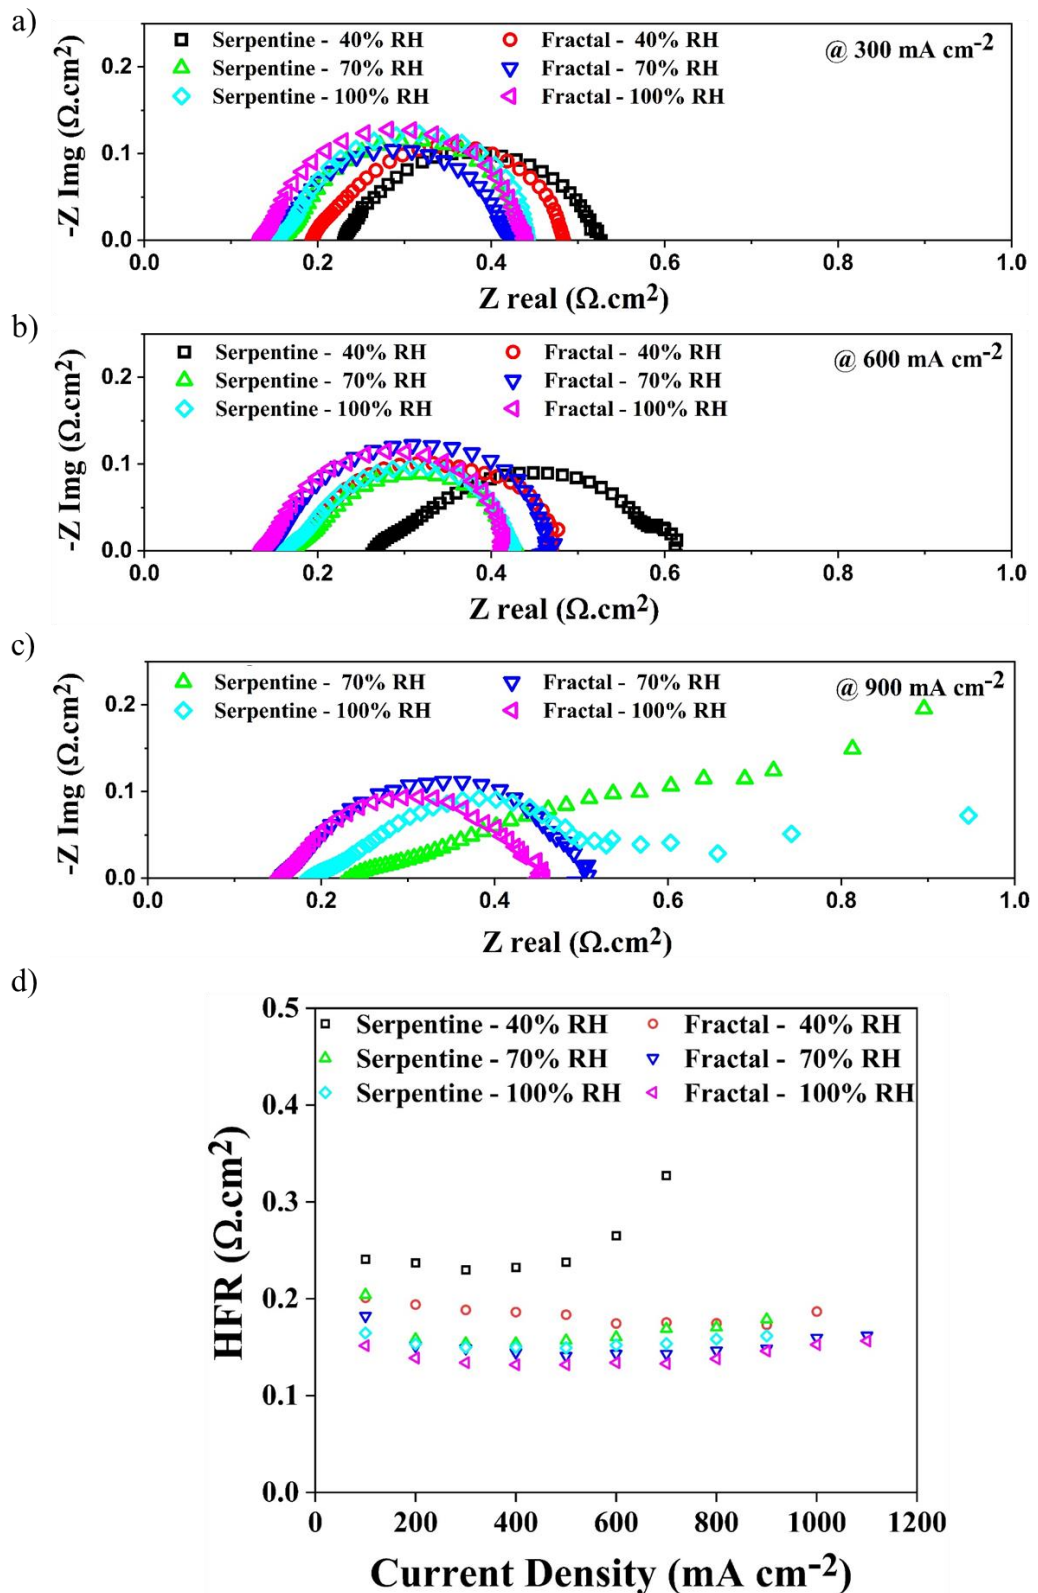 a)
Serpentine - 40% RH Fractal - 40% RH @ 300 mA cm-2
Serpentine - 70% RH Fractal - 70% RH
Serpentine - 100% RH Fractal - 100% RH
-Z Img (Ω.cm2)
0.2
0.1
0.0
0.0 0.2 0.4 0.6 0.8 1.0
Z real (Ω.cm2)
b)
Serpentine - 40% RH Fractal - 40% RH @ 600 mA cm-2
Serpentine - 70% RH Fractal - 70% RH
Serpentine - 100% RH Fractal - 100% RH
-Z Img (Ω.cm2)
0.2
0.1
0.0
0.0 0.2 0.4 0.6 0.8 1.0
Z real (Ω.cm2)
c)
Serpentine - 70% RH Fractal - 70% RH @ 900 mA cm-2
Serpentine - 100% RH Fractal - 100% RH
-Z Img (Ω.cm2)
0.2
0.1
0.0
0.0 0.2 0.4 0.6 0.8 1.0
Z real (Ω.cm2)
d)
Serpentine - 40% RH Fractal - 40% RH
Serpentine - 70% RH Fractal - 70% RH
Serpentine - 100% RH Fractal - 100% RH
HFR (Ω.cm2)
0.5
0.4
0.3
0.2
0.1
0.0
0 200 400 600 800 1000 1200
Current Density (mA cm-2)